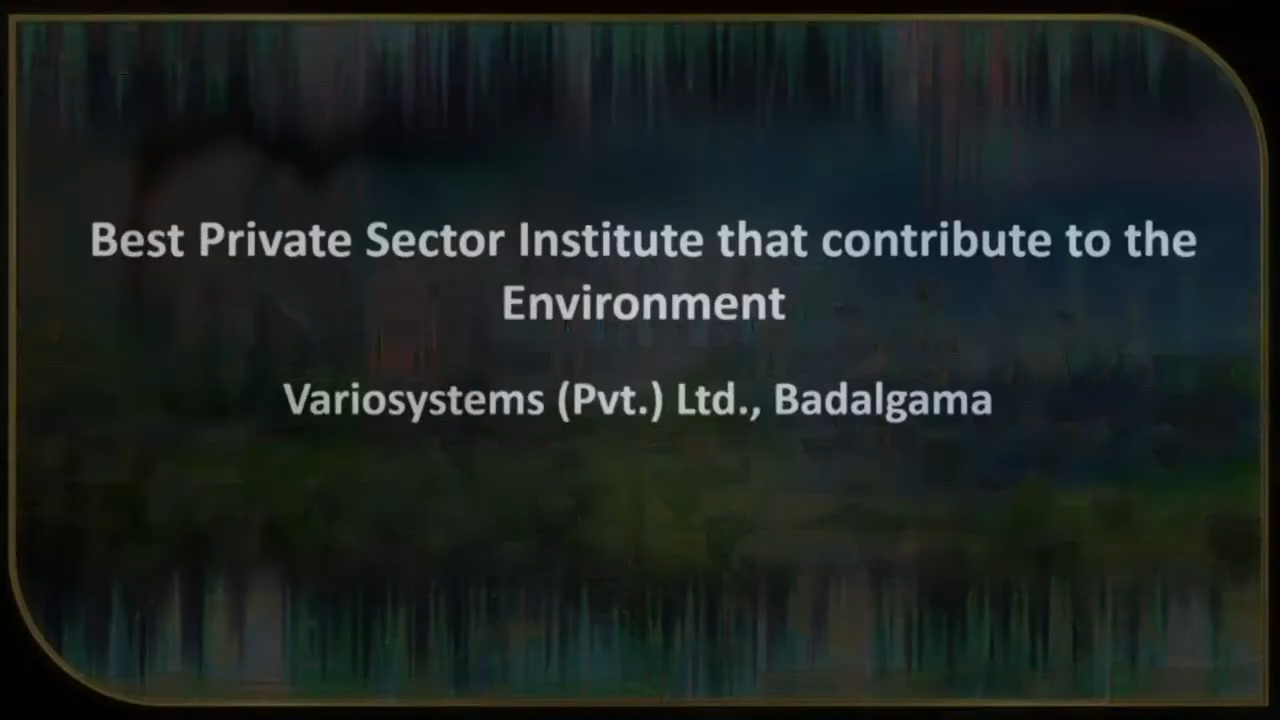 Best Private Sector Institute that contribute to the
Environment
Variosystems (Pvt.) Ltd., Badalgama